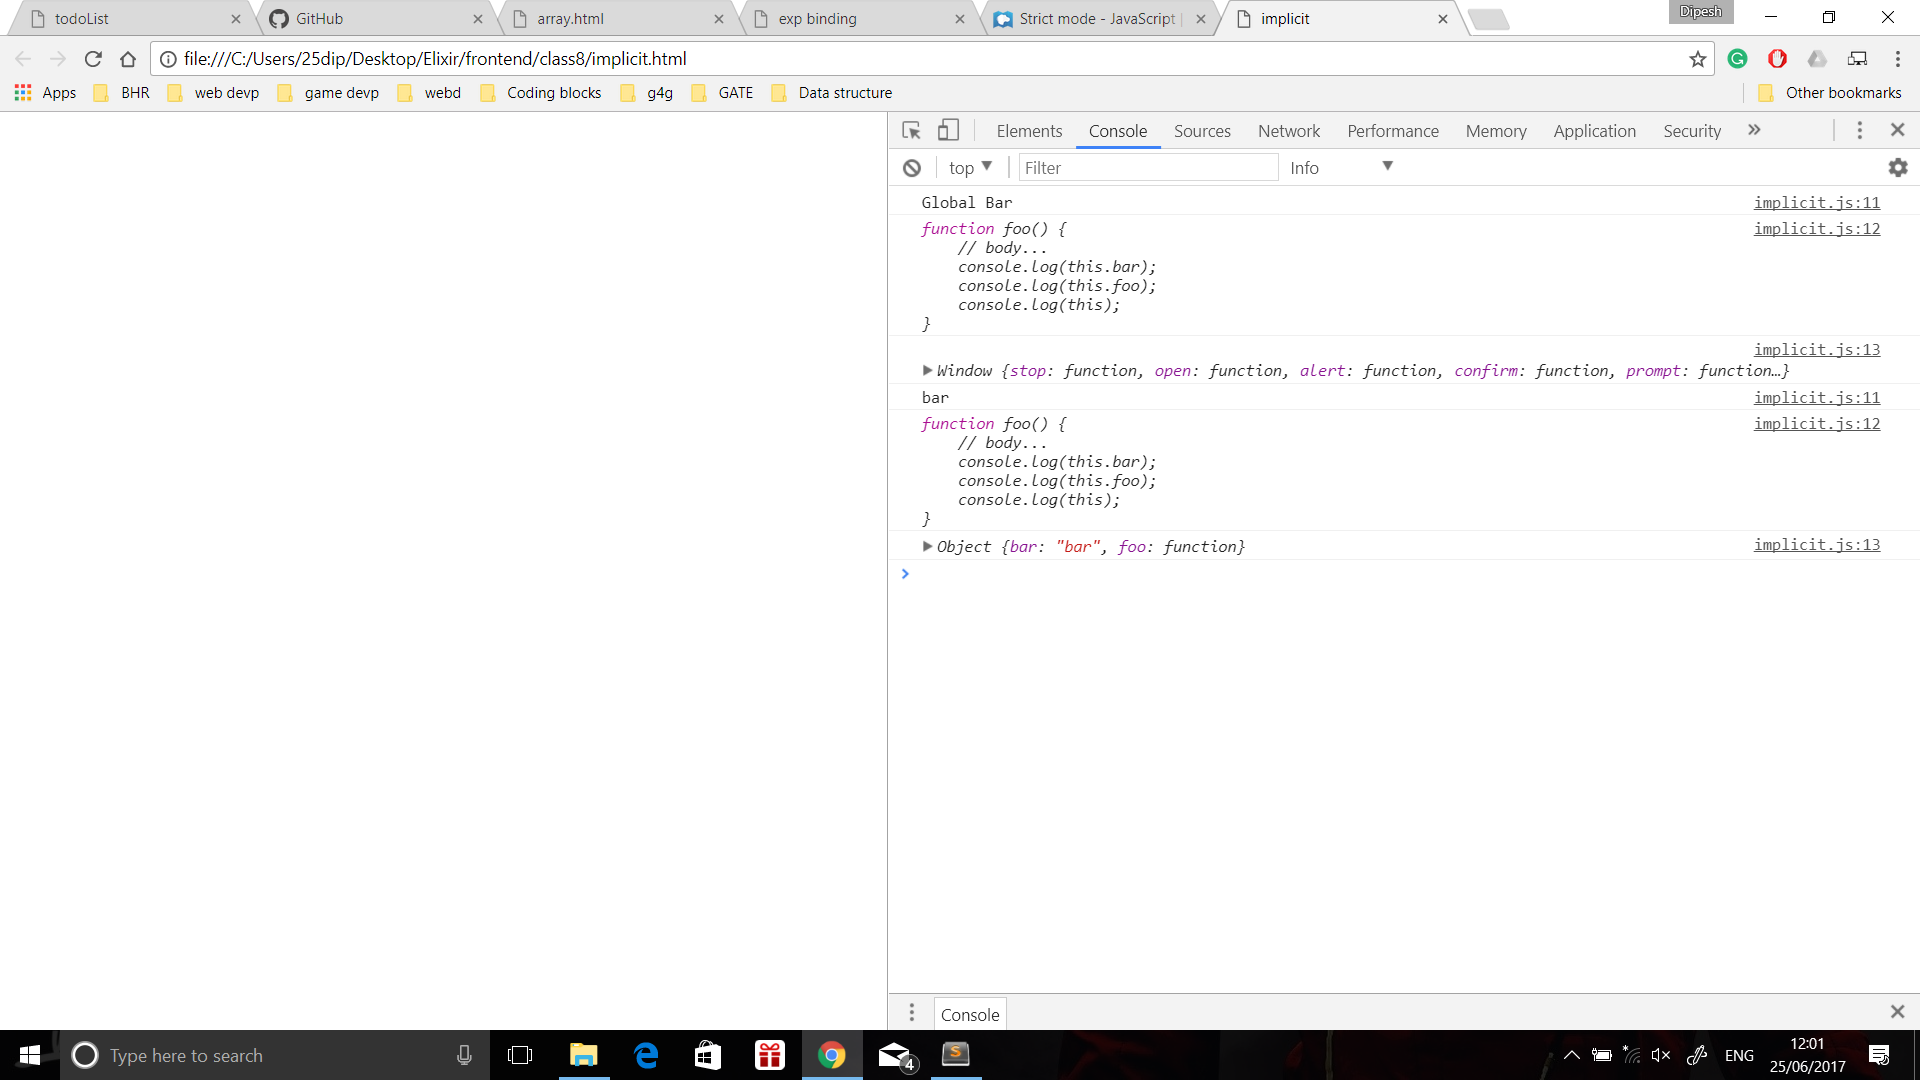 todoList
GitHub
array.html
exp binding
Strict mode - JavaScript |
implicit
Dipesh
file:///C:/Users/25dip/Desktop/Elixir/frontend/class8/implicit.html
Apps BHR web devp game devp webd Coding blocks g4g GATE Data structure Other bookmarks
Elements Console Sources Network Performance Memory Application Security
top Filter Info
Global Bar implicit.js:11
function foo() { implicit.js:12
// body...
console.log(this.bar);
console.log(this.foo);
console.log(this);
}
implicit.js:13
Window {stop: function, open: function, alert: function, confirm: function, prompt: function…}
bar implicit.js:11
function foo() { implicit.js:12
// body...
console.log(this.bar);
console.log(this.foo);
console.log(this);
}
Object {bar: "bar", foo: function} implicit.js:13
Console
Type here to search
4
ENG
12:01
25/06/2017